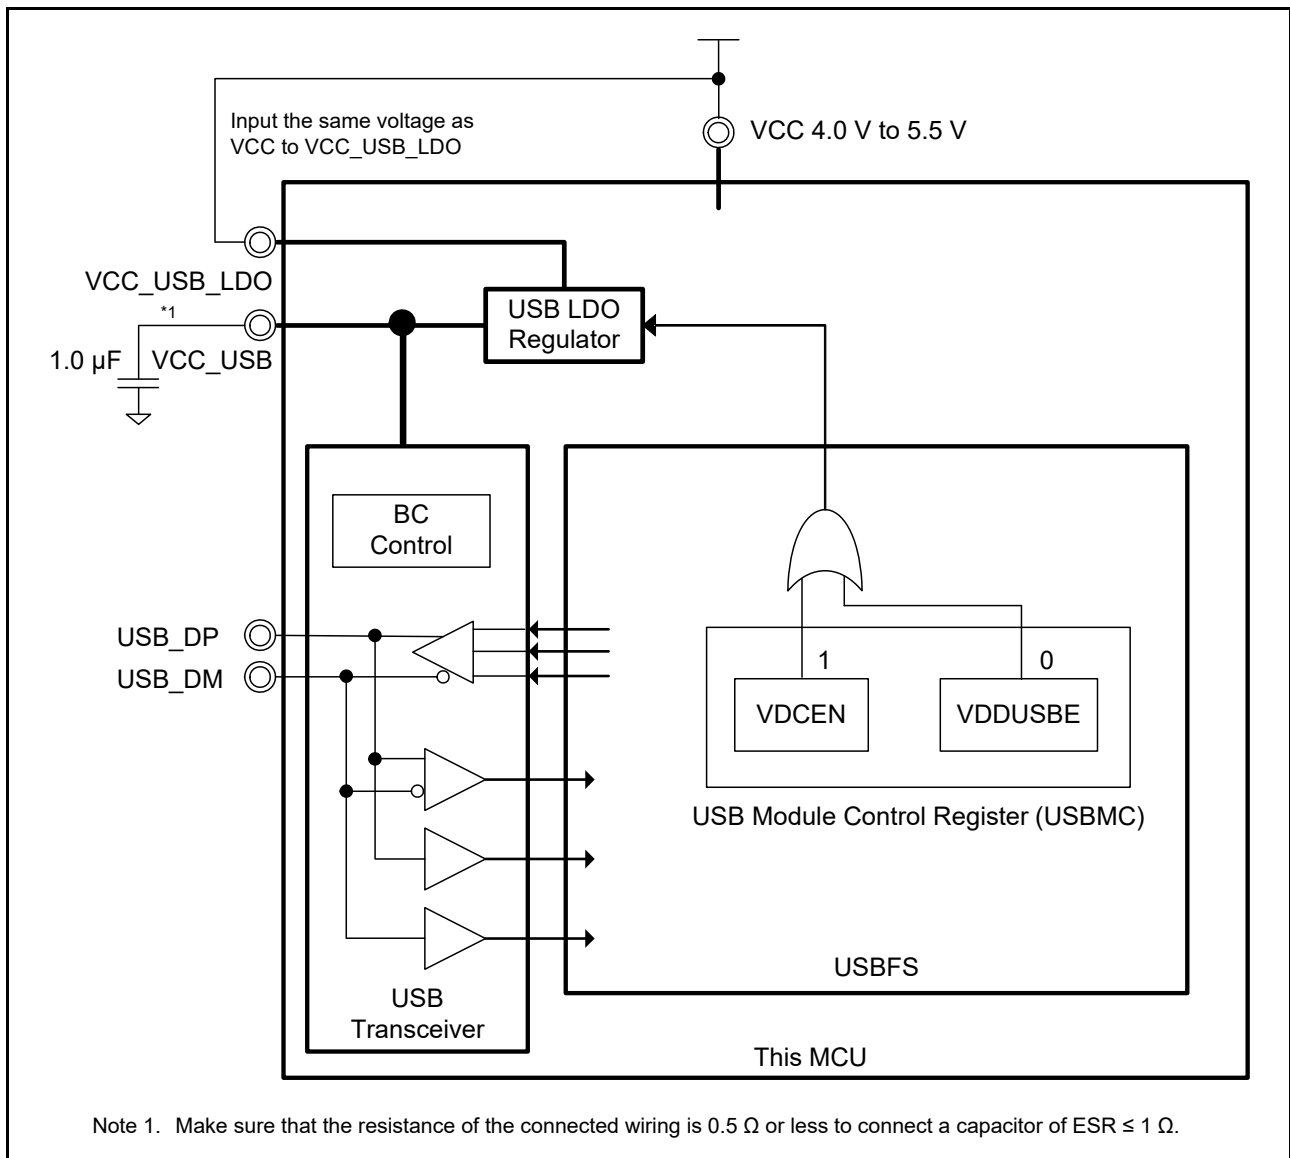 Input the same voltage as
VCC to VCC_USB_LDO
VCC 4.0 V to 5.5 V
VCC_USB_LDO
*1
1.0 µF
VCC_USB
USB LDO
Regulator
BC
Control
USB_DP
USB_DM
1
0
VDCEN
VDDUSBE
USB Module Control Register (USBMC)
USBFS
USB
Transceiver
This MCU
Note 1. Make sure that the resistance of the connected wiring is 0.5 Ω or less to connect a capacitor of ESR ≤ 1 Ω.